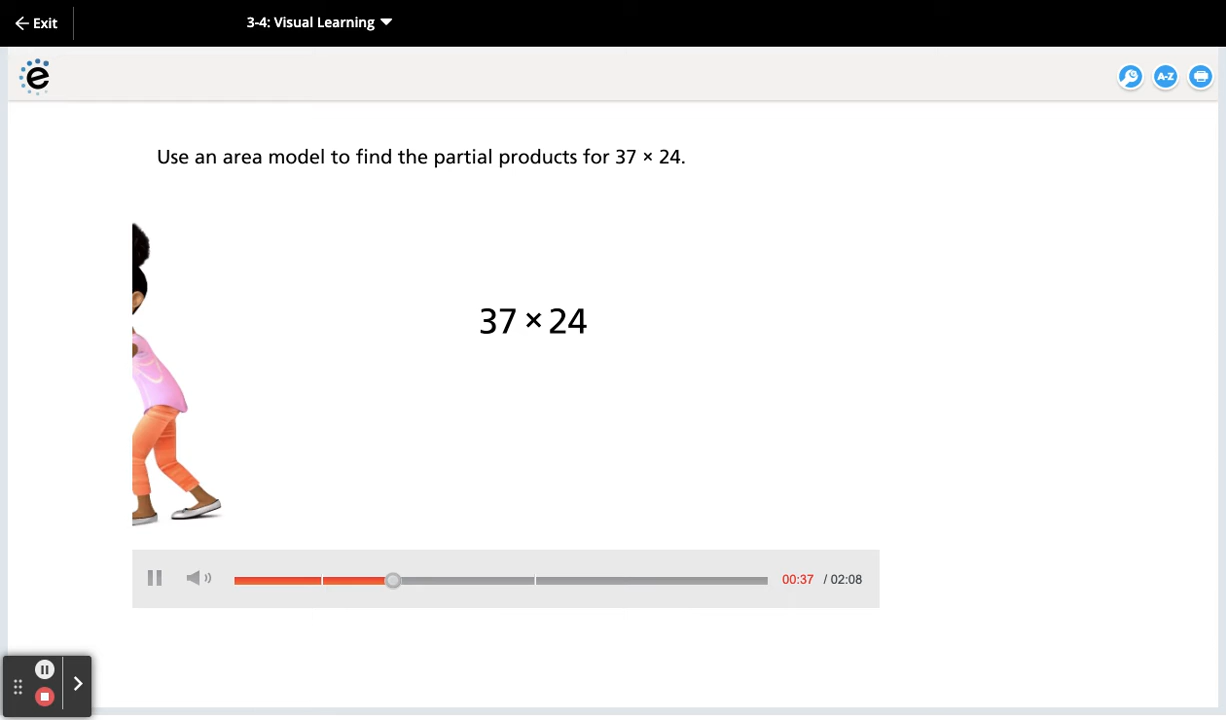 ← Exit
3-4: Visual Learning
e
A-Z
Use an area model to find the partial products for 37 × 24.
37 × 24
00:37 / 02:08